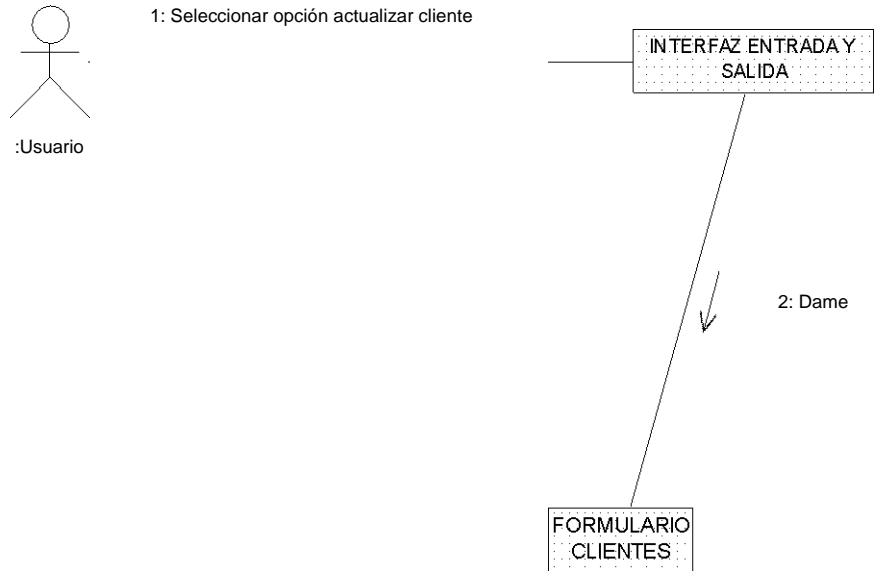 1: Seleccionar opción actualizar cliente
INTERFAZ ENTRADA Y
SALIDA
:Usuario
2: Dame
FORMULARIO
CLIENTES